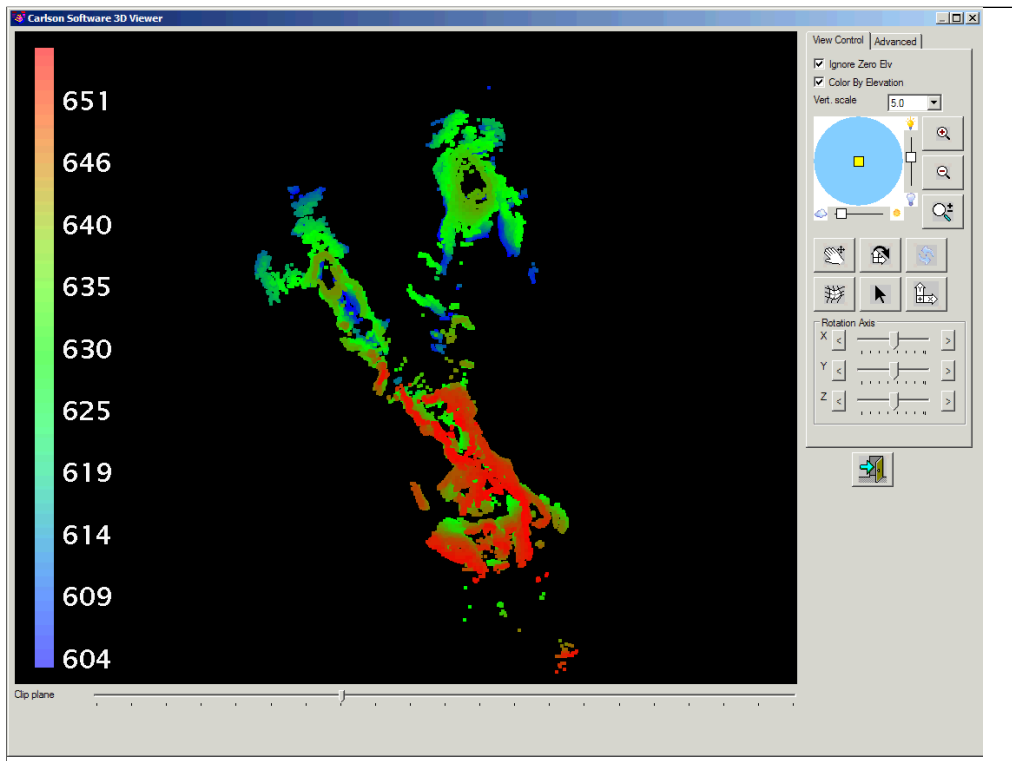 Carlson Software 3D Viewer
651
646
640
635
630
625
619
614
609
604
View Control
Advanced
Ignore Zero Elv
Color By Elevation
Vert. scale 5.0
Rotation Axis
X < >
Y < >
Z < >
Clip plane